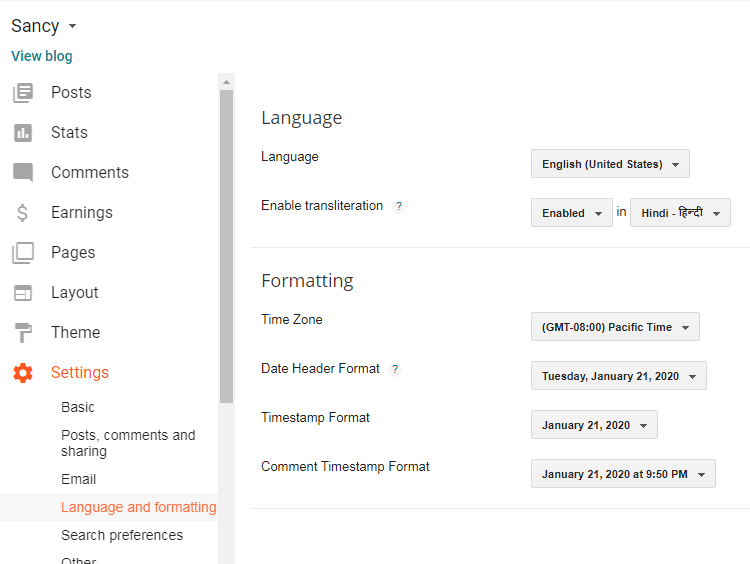 Sancy
View blog
Posts
Stats
Comments
Earnings
Pages
Layout
Theme
Settings
Basic
Posts, comments and
sharing
Email
Language and formatting
Search preferences
Other
Language
Language English (United States)
Enable transliteration ? Enabled in Hindi - हिन्दी
Formatting
Time Zone (GMT-08:00) Pacific Time
Date Header Format ? Tuesday, January 21, 2020
Timestamp Format January 21, 2020
Comment Timestamp Format January 21, 2020 at 9:50 PM